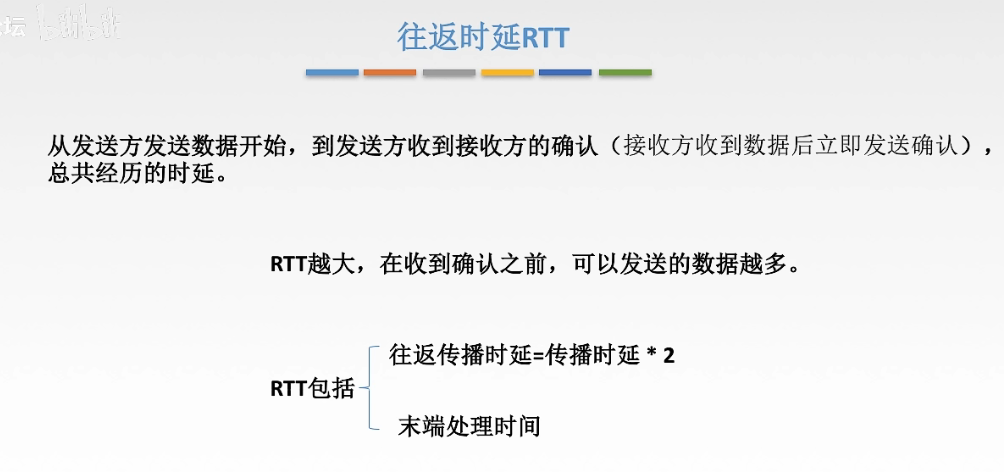 坛 bilibili
往返时延RTT
从发送方发送数据开始，到发送方收到接收方的确认（接收方收到数据后立即发送确认），
总共经历的时延。
RTT越大，在收到确认之前，可以发送的数据越多。
往返传播时延=传播时延 * 2
RTT包括
末端处理时间